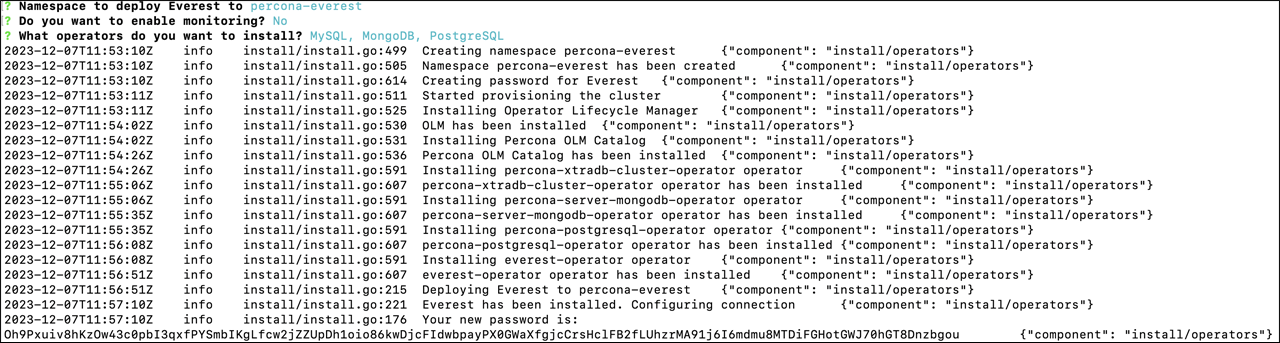 ? Namespace to deploy Everest to percona-everest
? Do you want to enable monitoring? No
? What operators do you want to install? MySQL, MongoDB, PostgreSQL
2023-12-07T11:53:10Z info install/install.go:499 Creating namespace percona-everest {"component": "install/operators"}
2023-12-07T11:53:10Z info install/install.go:505 Namespace percona-everest has been created {"component": "install/operators"}
2023-12-07T11:53:10Z info install/install.go:614 Creating password for Everest {"component": "install/operators"}
2023-12-07T11:53:11Z info install/install.go:511 Started provisioning the cluster {"component": "install/operators"}
2023-12-07T11:53:11Z info install/install.go:525 Installing Operator Lifecycle Manager {"component": "install/operators"}
2023-12-07T11:54:02Z info install/install.go:530 OLM has been installed {"component": "install/operators"}
2023-12-07T11:54:02Z info install/install.go:531 Installing Percona OLM Catalog {"component": "install/operators"}
2023-12-07T11:54:26Z info install/install.go:536 Percona OLM Catalog has been installed {"component": "install/operators"}
2023-12-07T11:54:26Z info install/install.go:591 Installing percona-xtradb-cluster-operator operator {"component": "install/operators"}
2023-12-07T11:55:06Z info install/install.go:607 percona-xtradb-cluster-operator operator has been installed {"component": "install/operators"}
2023-12-07T11:55:06Z info install/install.go:591 Installing percona-server-mongodb-operator operator {"component": "install/operators"}
2023-12-07T11:55:35Z info install/install.go:607 percona-server-mongodb-operator operator has been installed {"component": "install/operators"}
2023-12-07T11:55:35Z info install/install.go:591 Installing percona-postgresql-operator operator {"component": "install/operators"}
2023-12-07T11:56:08Z info install/install.go:607 percona-postgresql-operator operator has been installed {"component": "install/operators"}
2023-12-07T11:56:08Z info install/install.go:591 Installing everest-operator operator {"component": "install/operators"}
2023-12-07T11:56:51Z info install/install.go:607 everest-operator operator has been installed {"component": "install/operators"}
2023-12-07T11:56:51Z info install/install.go:215 Deploying Everest to percona-everest {"component": "install/operators"}
2023-12-07T11:57:10Z info install/install.go:221 Everest has been installed. Configuring connection {"component": "install/operators"}
2023-12-07T11:57:10Z info install/install.go:176 Your new password is:
Oh9Pxuiv8hKzOw43c0pbI3qxfPYSmbIKgLfcw2jZZUpDh1oio86kwDjcFIdwbpayPX0GWaXfgjcCrsHclFB2fLUhzrMA91j6I6mdmu8MTDiFGHotGWJ70hGT8Dnzbgou {"component": "install/operators"}